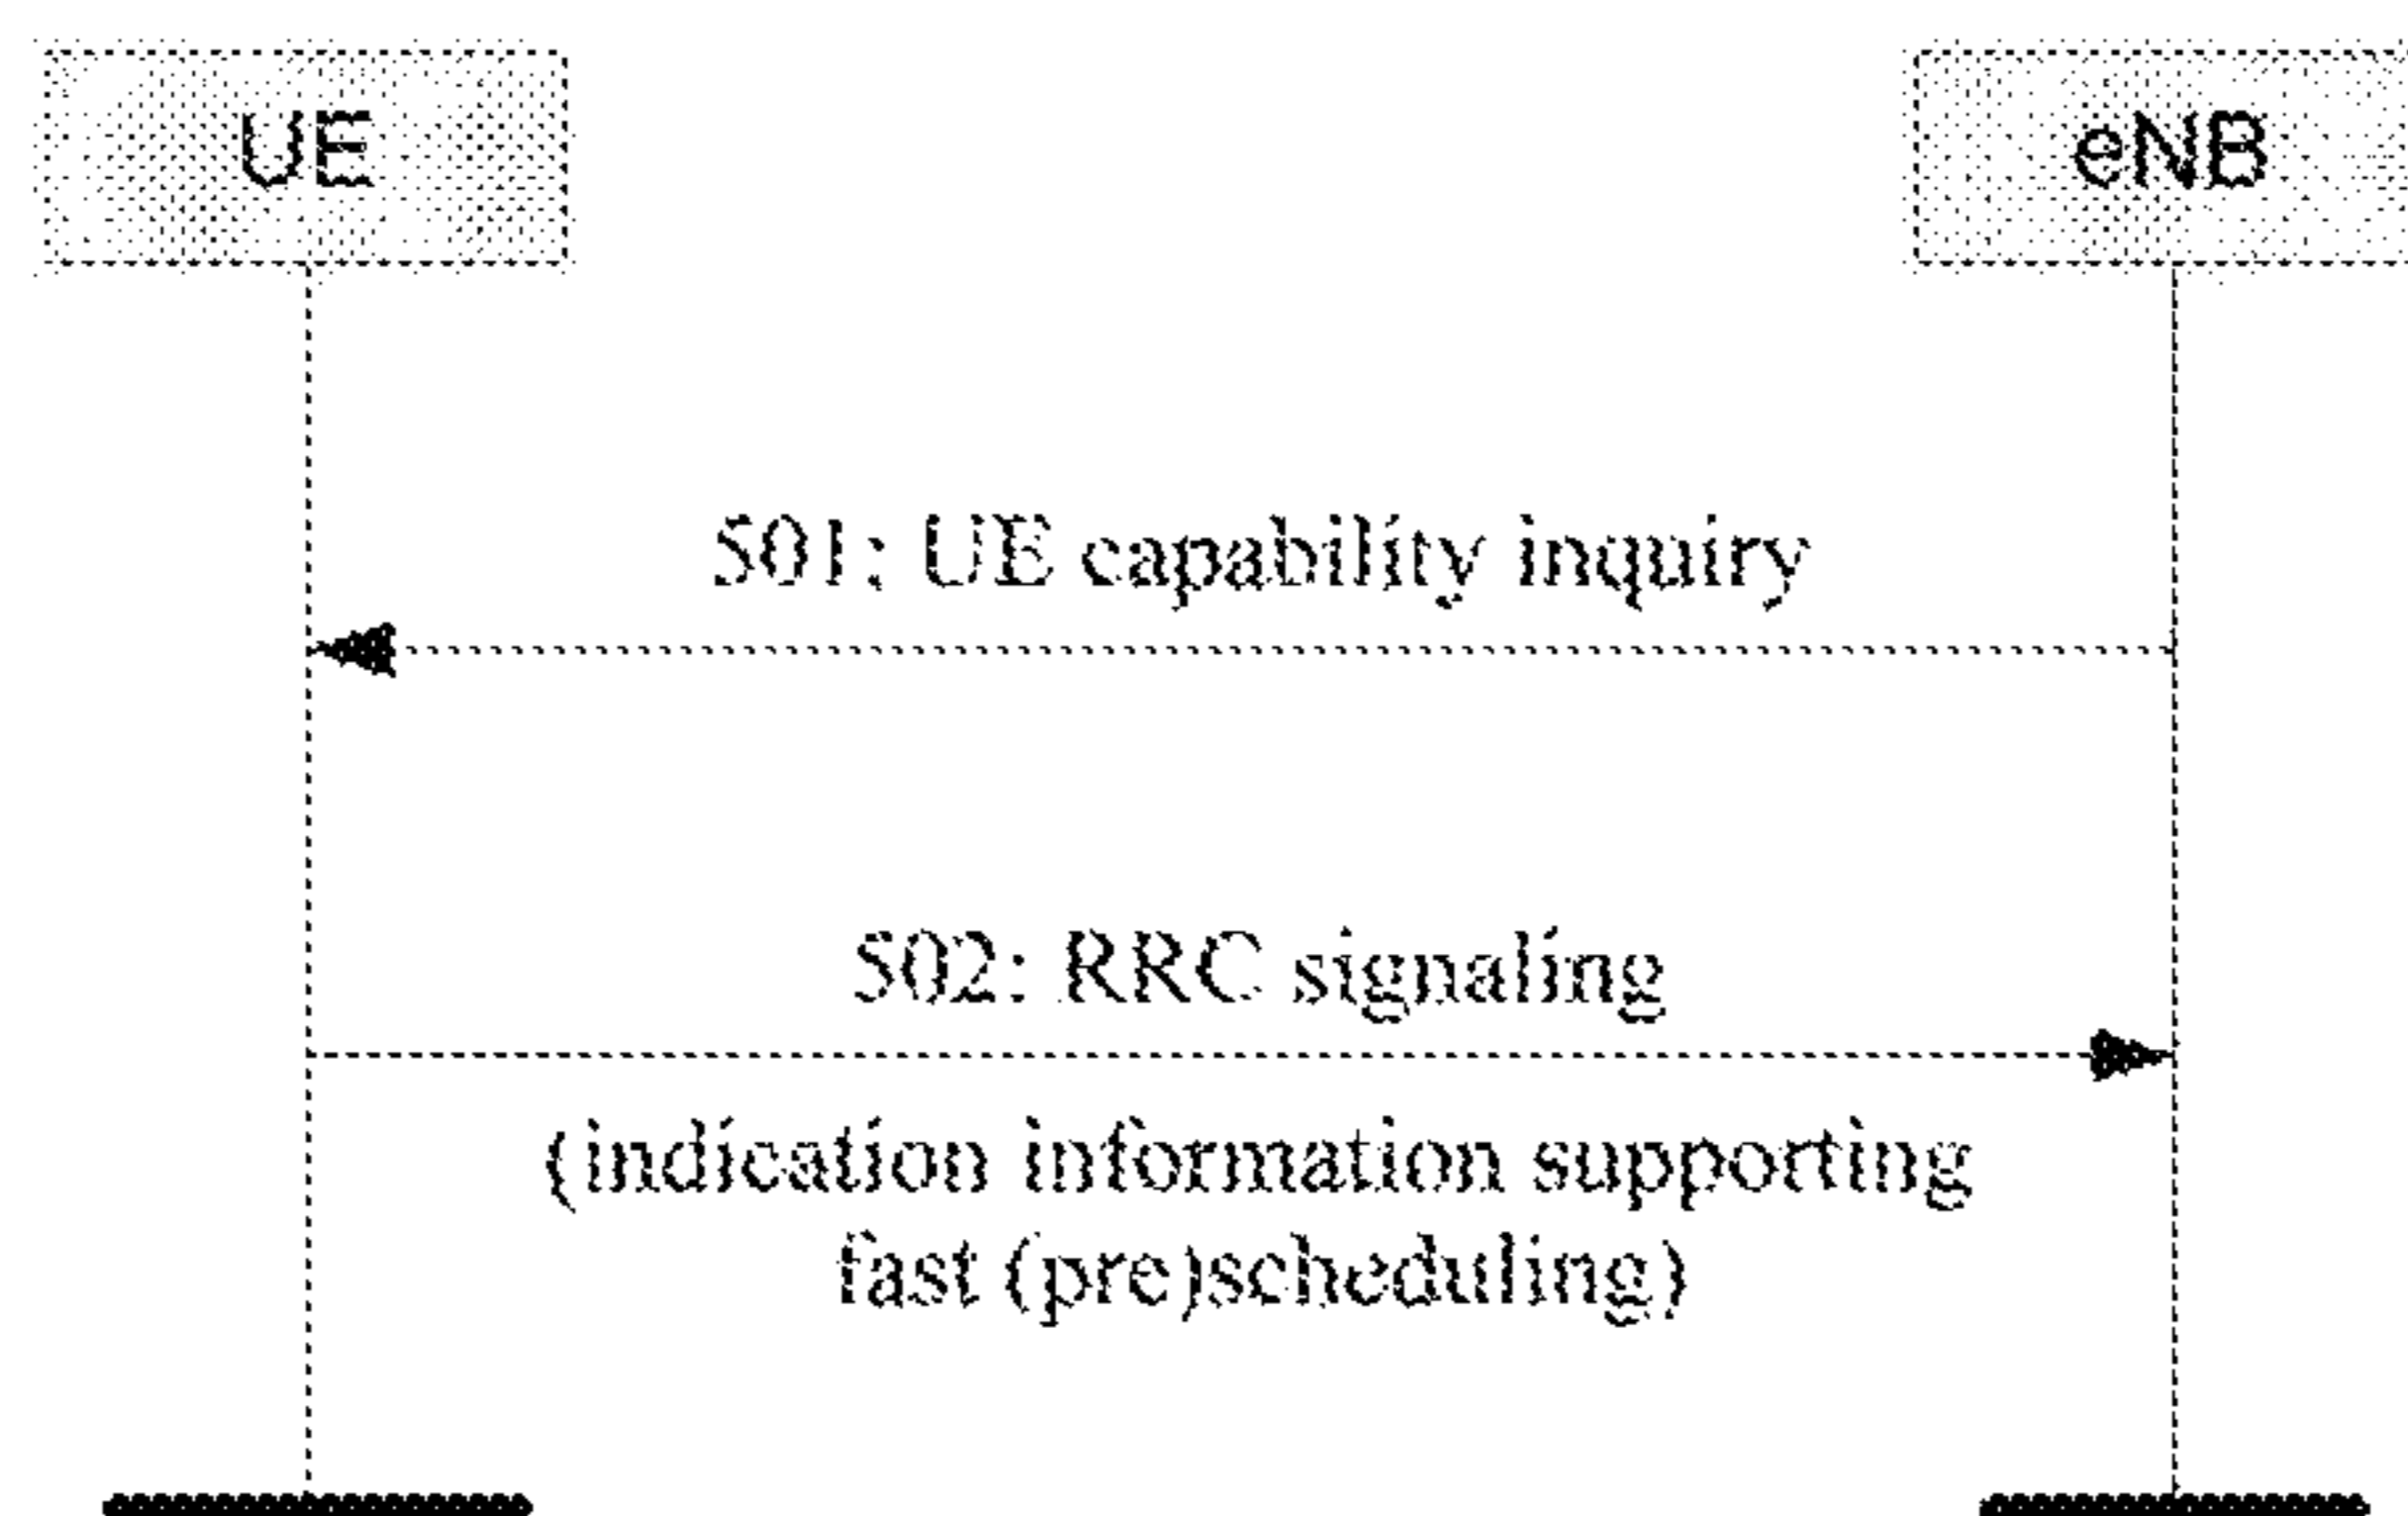 UE
eNB
S01: UE capability inquiry
S02: RRC signaling
(indication information supporting
fast (pre)scheduling)